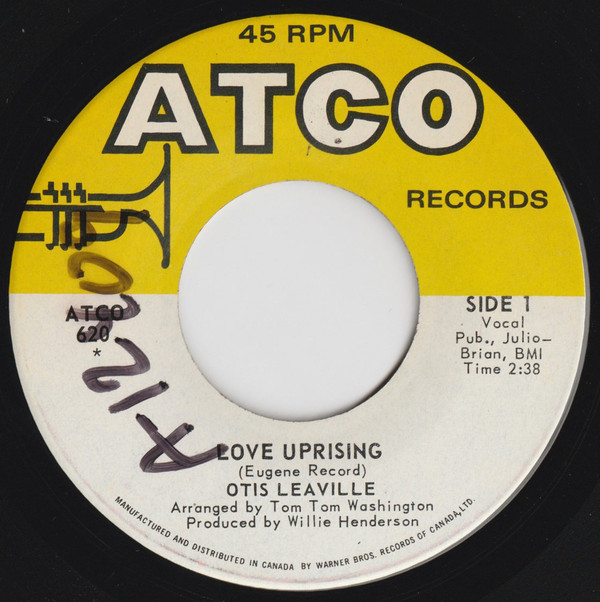 45 RPM
ATCO
RECORDS
ATCO
620
*
SIDE 1
Vocal
Pub., Julio-
Brian, BMI
Time 2:38
LOVE UPRISING
(Eugene Record)
OTIS LEAVILLE
Arranged by Tom Tom Washington
Produced by Willie Henderson
MANUFACTURED AND DISTRIBUTED IN CANADA BY WARNER BROS. RECORDS OF CANADA, LTD.